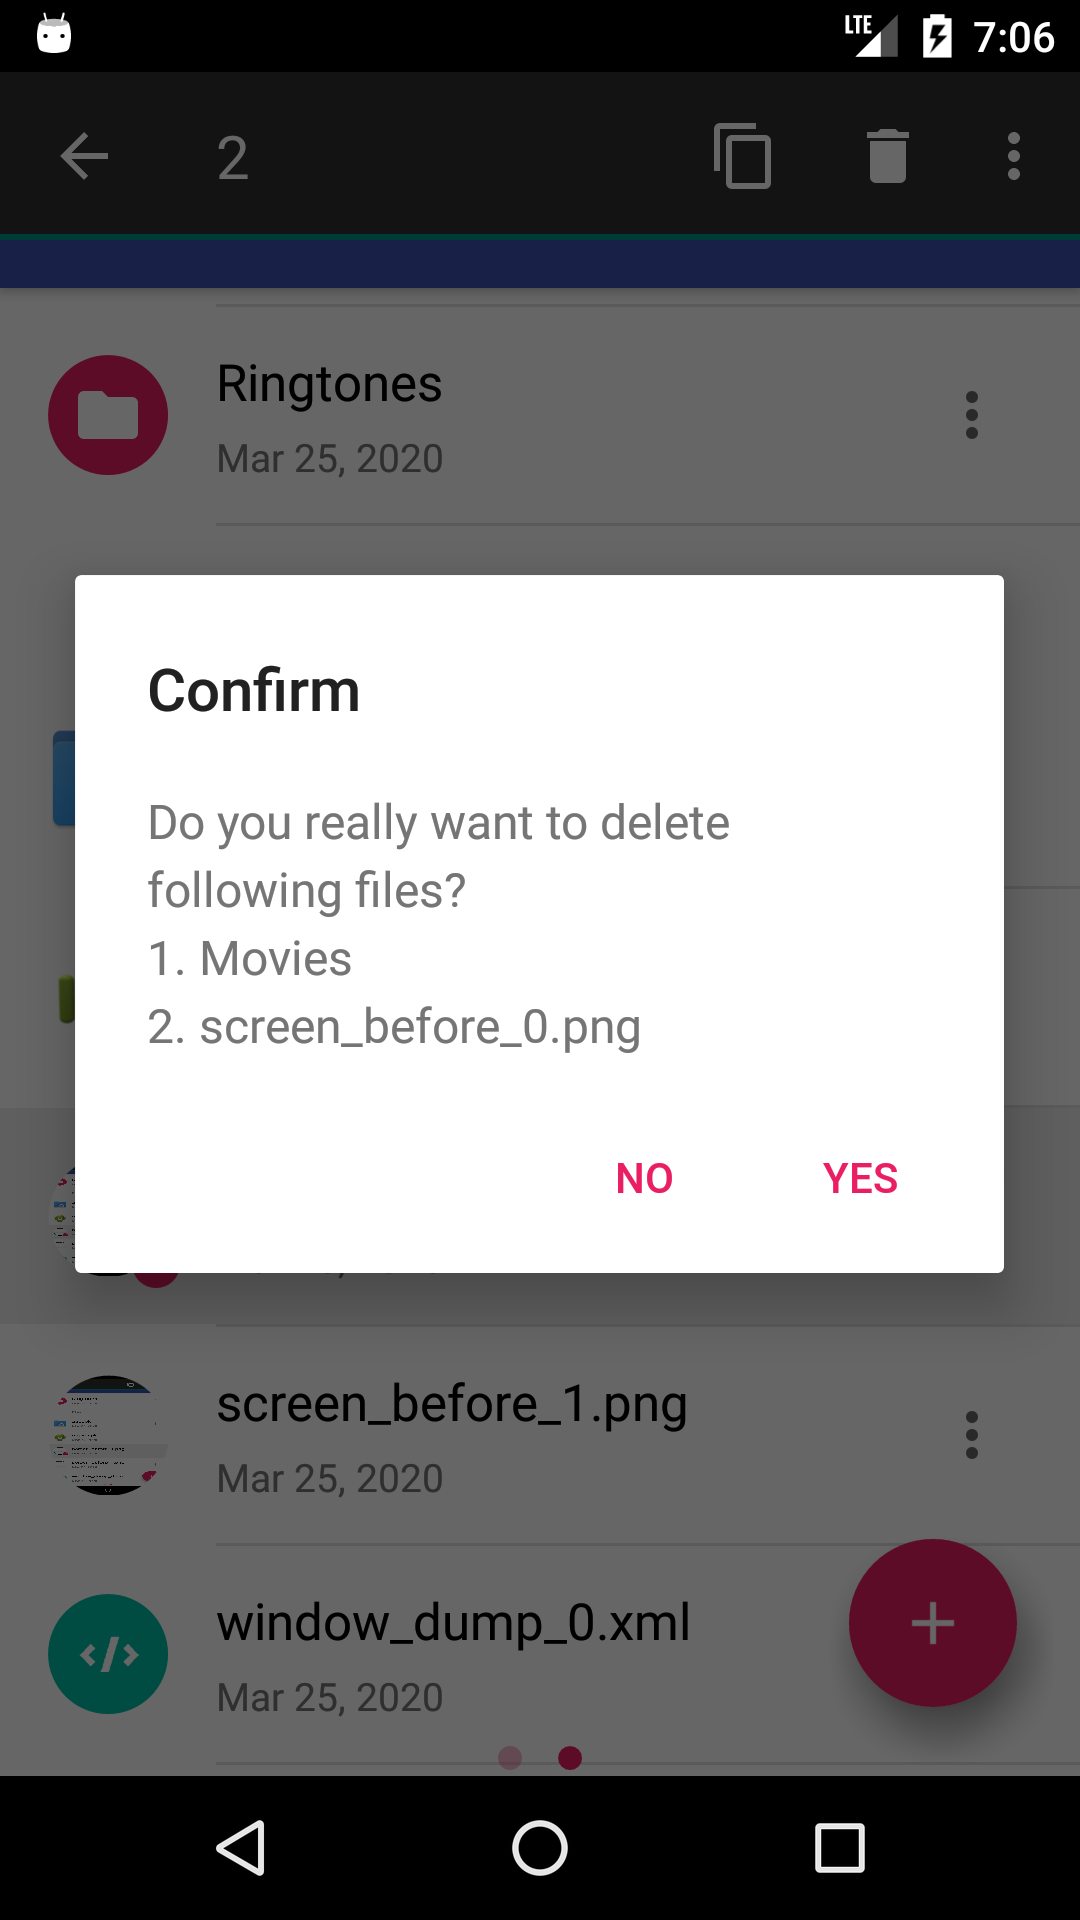 LTE 7:06
2
Ringtones
Mar 25, 2020
Confirm
Do you really want to delete
following files?
1. Movies
2. screen_before_0.png
NO YES
screen_before_1.png
Mar 25, 2020
window_dump_0.xml
Mar 25, 2020